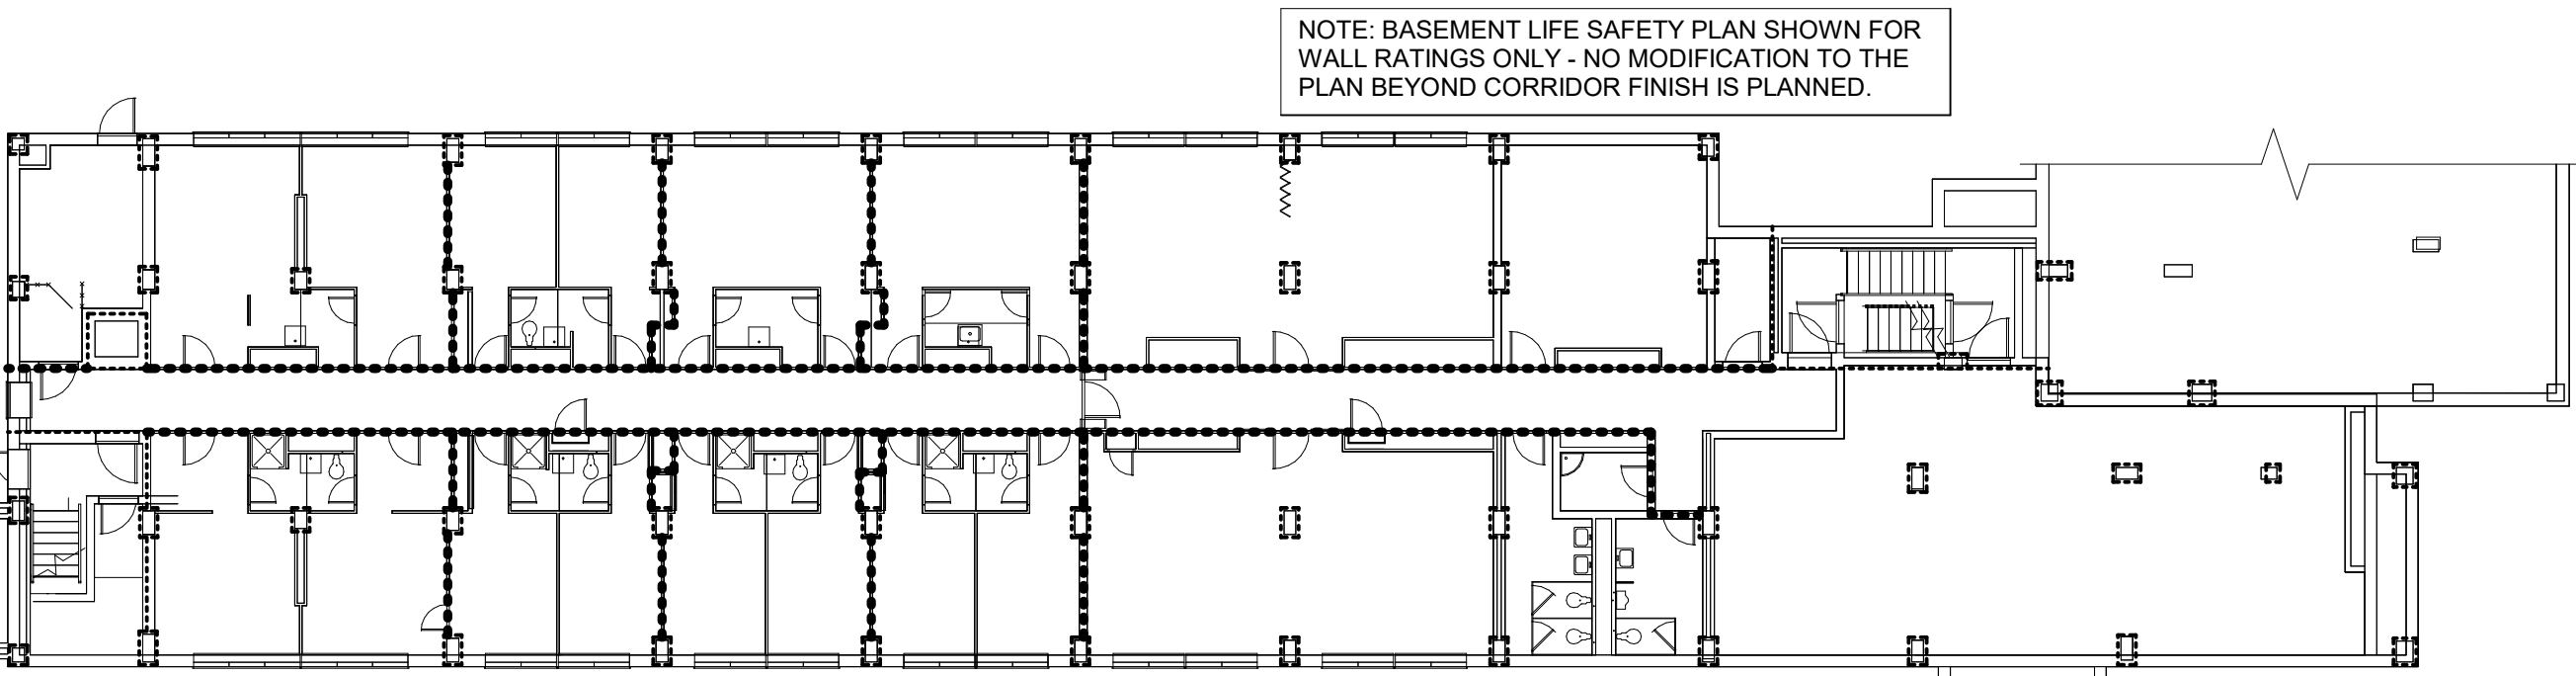 NOTE: BASEMENT LIFE SAFETY PLAN SHOWN FOR
WALL RATINGS ONLY - NO MODIFICATION TO THE
PLAN BEYOND CORRIDOR FINISH IS PLANNED.